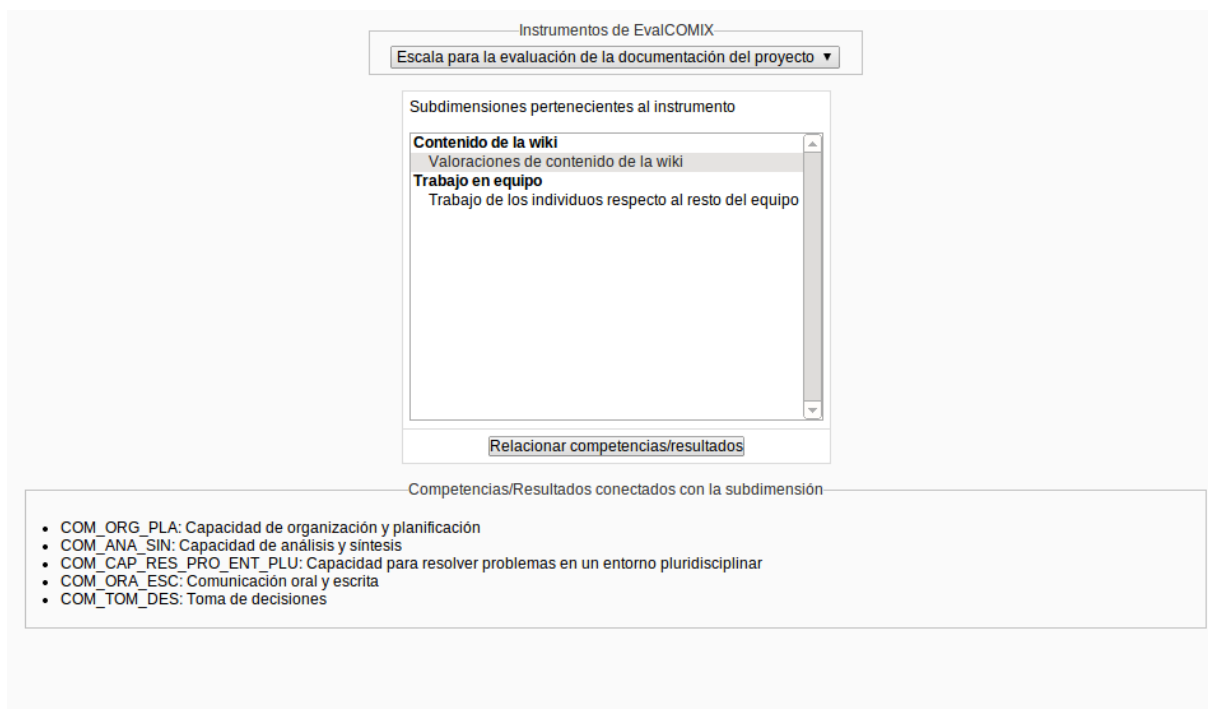 Instrumentos de EvalCOMIX
Escala para la evaluación de la documentación del proyecto ▼
Subdimensiones pertenecientes al instrumento
Contenido de la wiki
Valoraciones de contenido de la wiki
Trabajo en equipo
Trabajo de los individuos respecto al resto del equipo
Relacionar competencias/resultados
Competencias/Resultados conectados con la subdimensión
• COM_ORG_PLA: Capacidad de organización y planificación
• COM_ANA_SIN: Capacidad de análisis y síntesis
• COM_CAP_RES_PRO_ENT_PLU: Capacidad para resolver problemas en un entorno pluridisciplinar
• COM_ORA_ESC: Comunicación oral y escrita
• COM_TOM_DES: Toma de decisiones